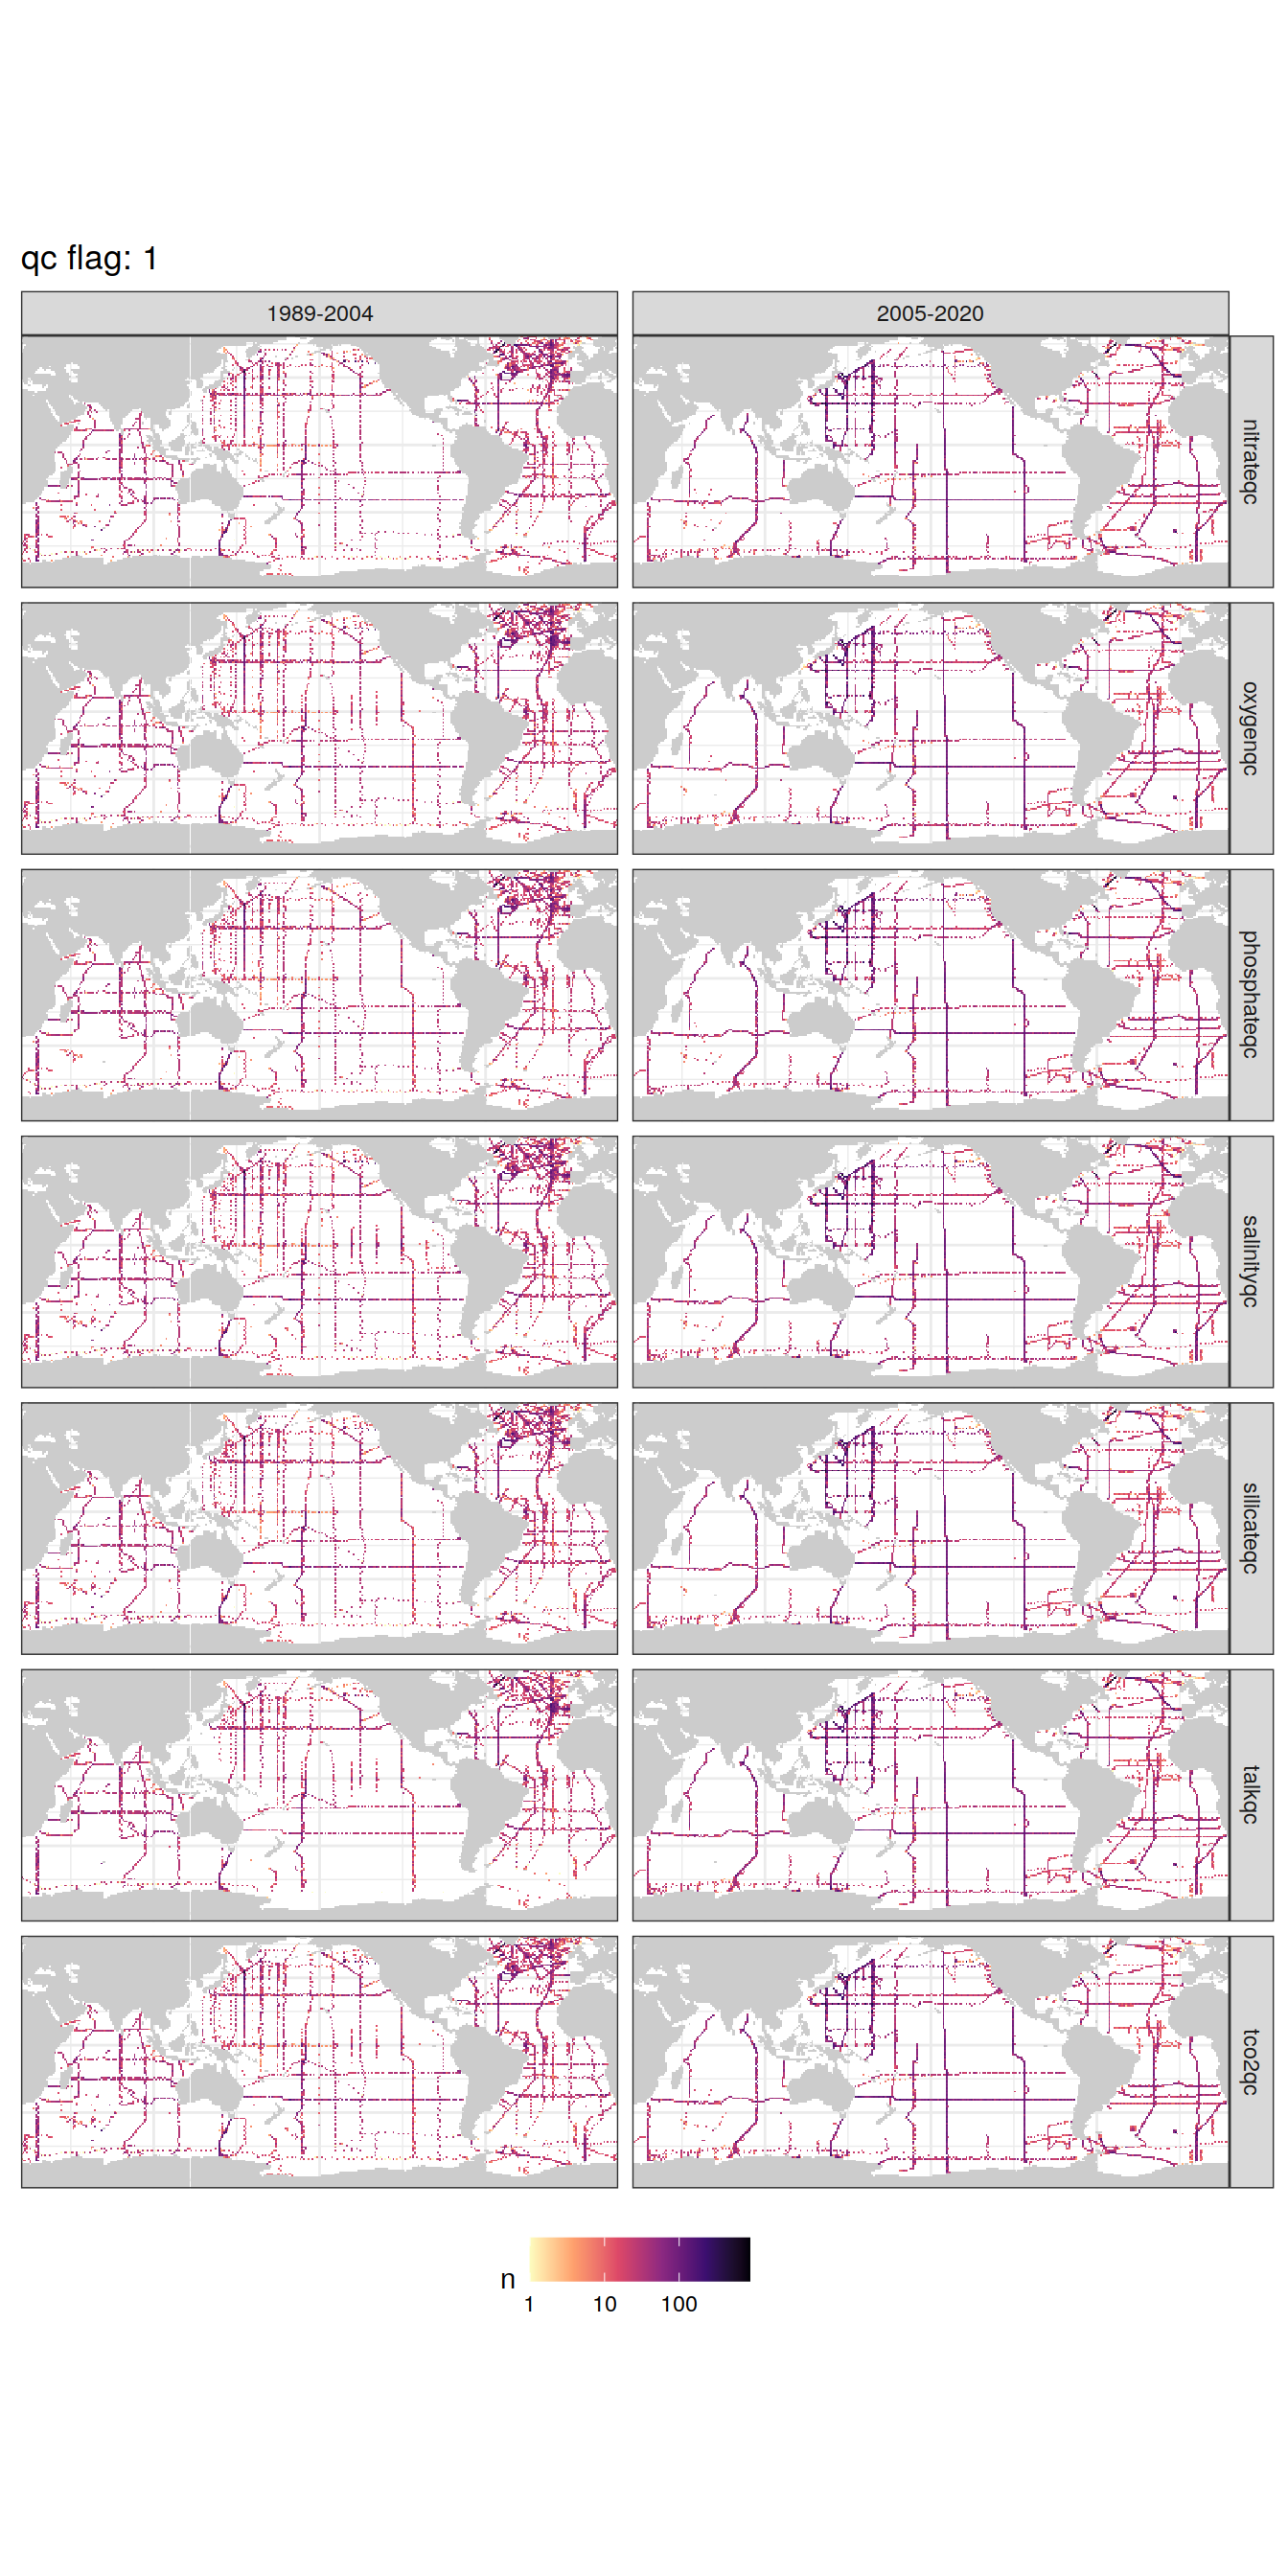 qc flag: 1
1989-2004
2005-2020
nitrateqc
oxygenqc
phosphateqc
salinityqc
silicateqc
talkqc
tco2qc
n
1 10 100